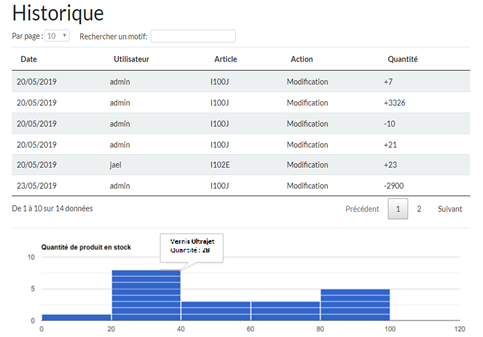 Historique
Par page : 10 Rechercher un motif:
Date Utilisateur Article Action Quantité
20/05/2019 admin I100J Modification +7
20/05/2019 admin I100J Modification +3326
20/05/2019 admin I100J Modification -10
20/05/2019 admin I100J Modification +21
20/05/2019 jael I102E Modification +23
23/05/2019 admin I100J Modification -2900
De 1 à 10 sur 14 données Précédent 1 2 Suivant
Quantité de produit en stock
Vernis Ultrajet
Quantité : 28
10
5
0
0 20 40 60 80 100 120